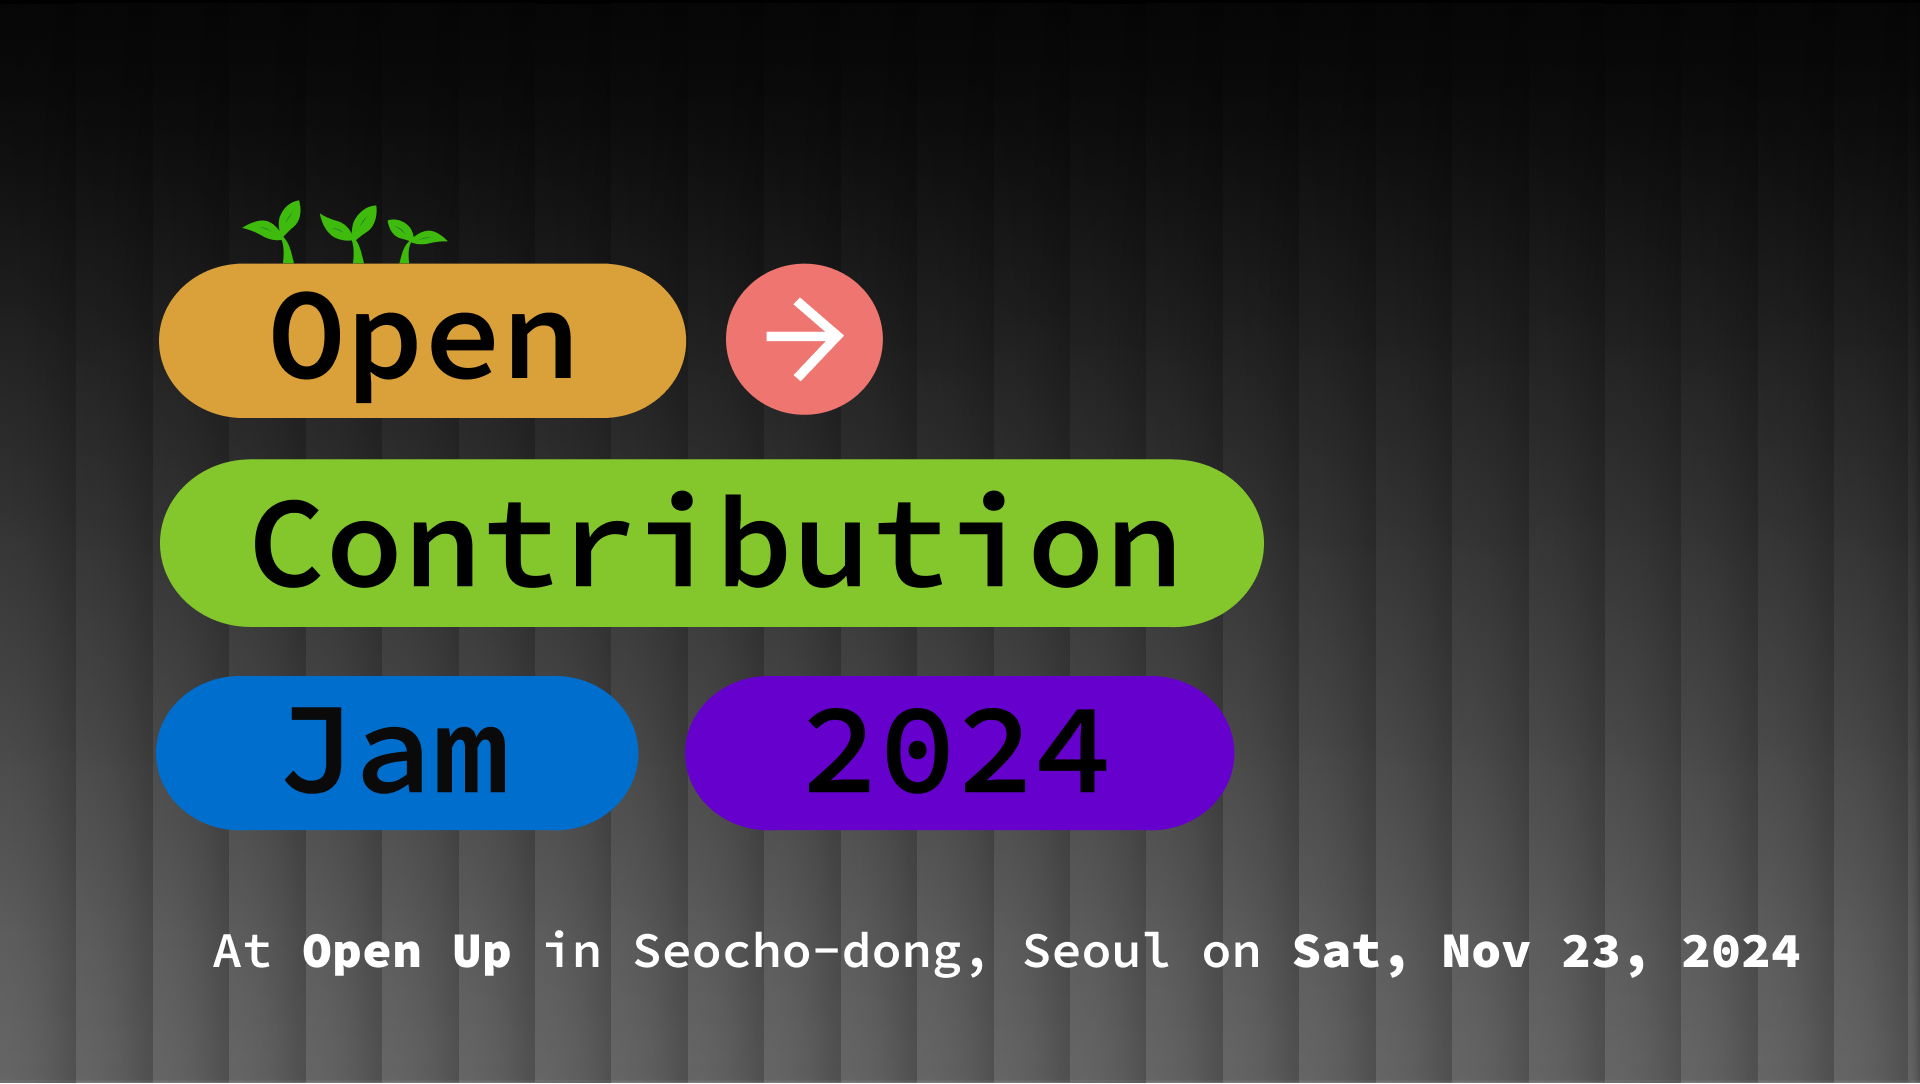 Open
Contribution
Jam 2024
At Open Up in Seocho-dong, Seoul on Sat, Nov 23, 2024